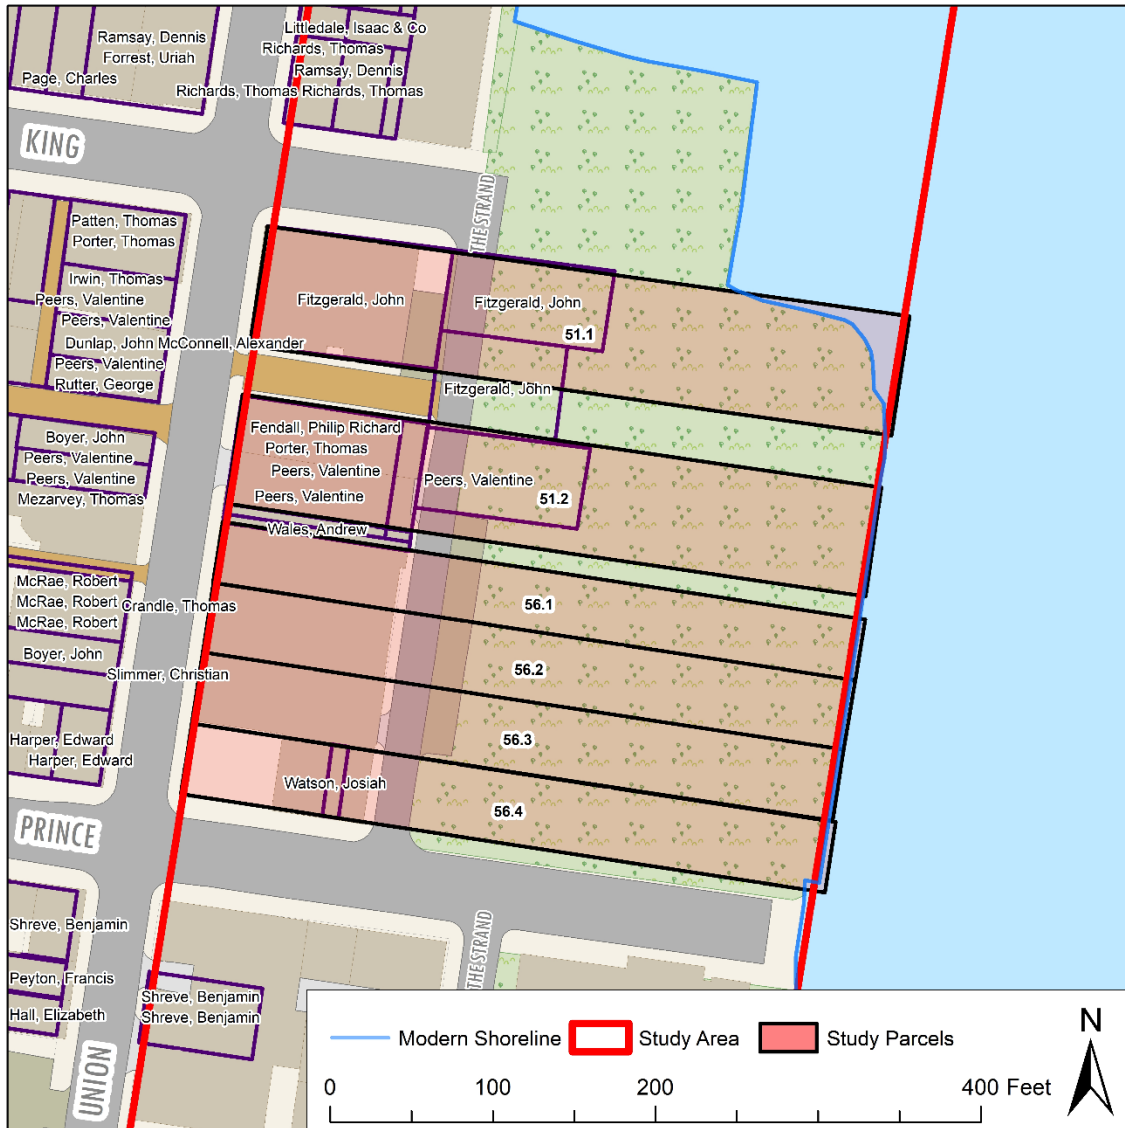 Ramsay, Dennis
Forrest, Uriah
Page, Charles
Littledale, Isaac & Co
Richards, Thomas
Ramsay, Dennis
Richards, Thomas Richards, Thomas
KING
THE STRAND
Patten, Thomas
Porter, Thomas
Irwin, Thomas
Peers, Valentine
Peers, Valentine
Dunlap, John McConnell, Alexander
Peers, Valentine
Rutter, George
Fitzgerald, John
Fitzgerald, John
51.1
Fitzgerald, John
Boyer, John
Peers, Valentine
Peers, Valentine
Mezarvey, Thomas
Fendall, Philip Richard
Porter, Thomas
Peers, Valentine
Peers, Valentine
Peers, Valentine
51.2
Wales, Andrew
McRae, Robert
McRae, Robert
McRae, Robert
Crandle, Thomas
Boyer, John
Slimmer, Christian
56.1
56.2
56.3
Harper, Edward
Harper, Edward
Watson, Josiah
56.4
PRINCE
Shreve, Benjamin
Peyton, Francis
Hall, Elizabeth
Shreve, Benjamin
Shreve, Benjamin
THE STRAND
UNION
Modern Shoreline
Study Area
Study Parcels
N
0 100 200 400 Feet